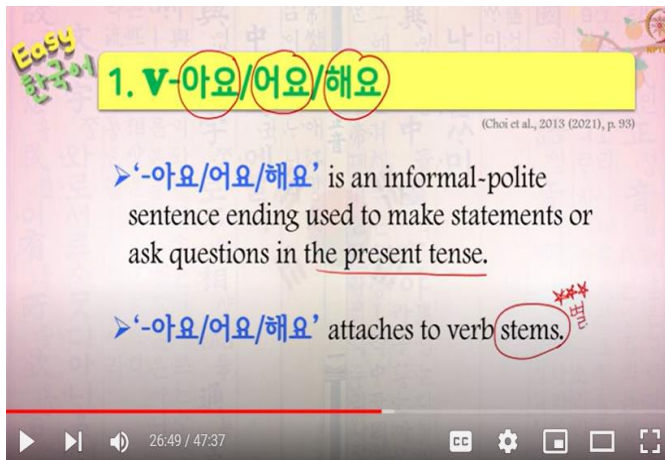 Easy
한국어
1. V-아요/어요/해요
(Choi et al., 2013 (2021), p. 93)
➢‘-아요/어요/해요’ is an informal-polite
sentence ending used to make statements or
ask questions in the present tense.
➢‘-아요/어요/해요’ attaches to verb stems.
26:49 / 47:37
CC